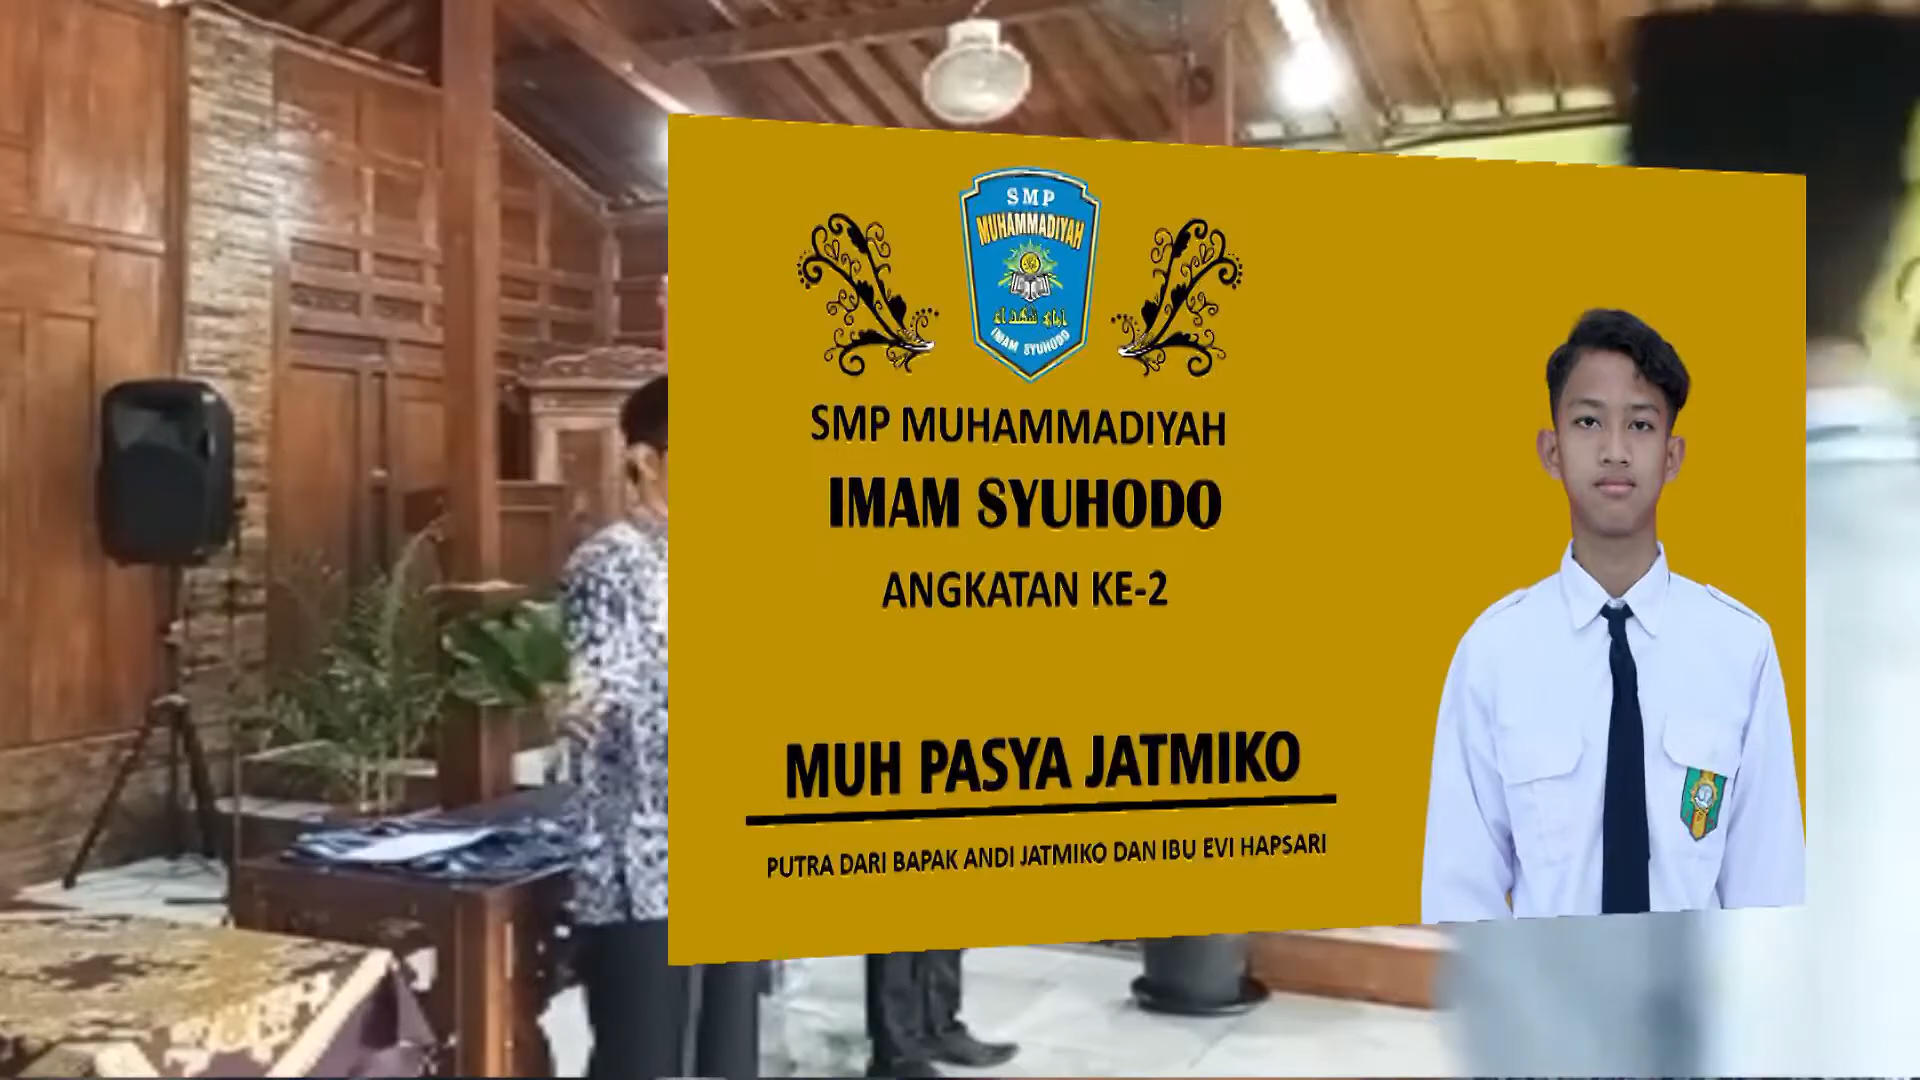 SMP
MUHAMMADIYAH
IMAM SYUHODO
SMP MUHAMMADIYAH
IMAM SYUHODO
ANGKATAN KE-2
MUH PASYA JATMIKO
PUTRA DARI BAPAK ANDI JATMIKO DAN IBU EVI HAPSARI